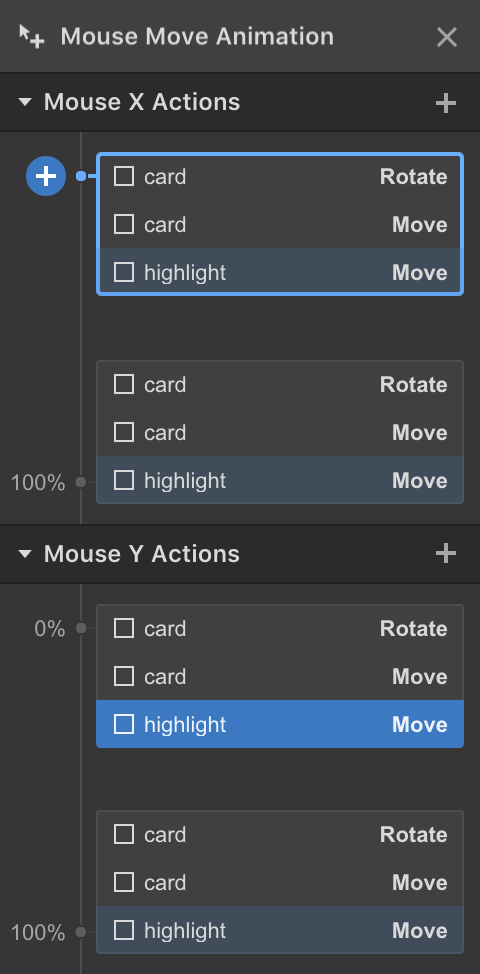 Mouse Move Animation
Mouse X Actions
card Rotate
card Move
highlight Move
card Rotate
card Move
100% highlight Move
Mouse Y Actions
0% card Rotate
card Move
highlight Move
card Rotate
card Move
100% highlight Move